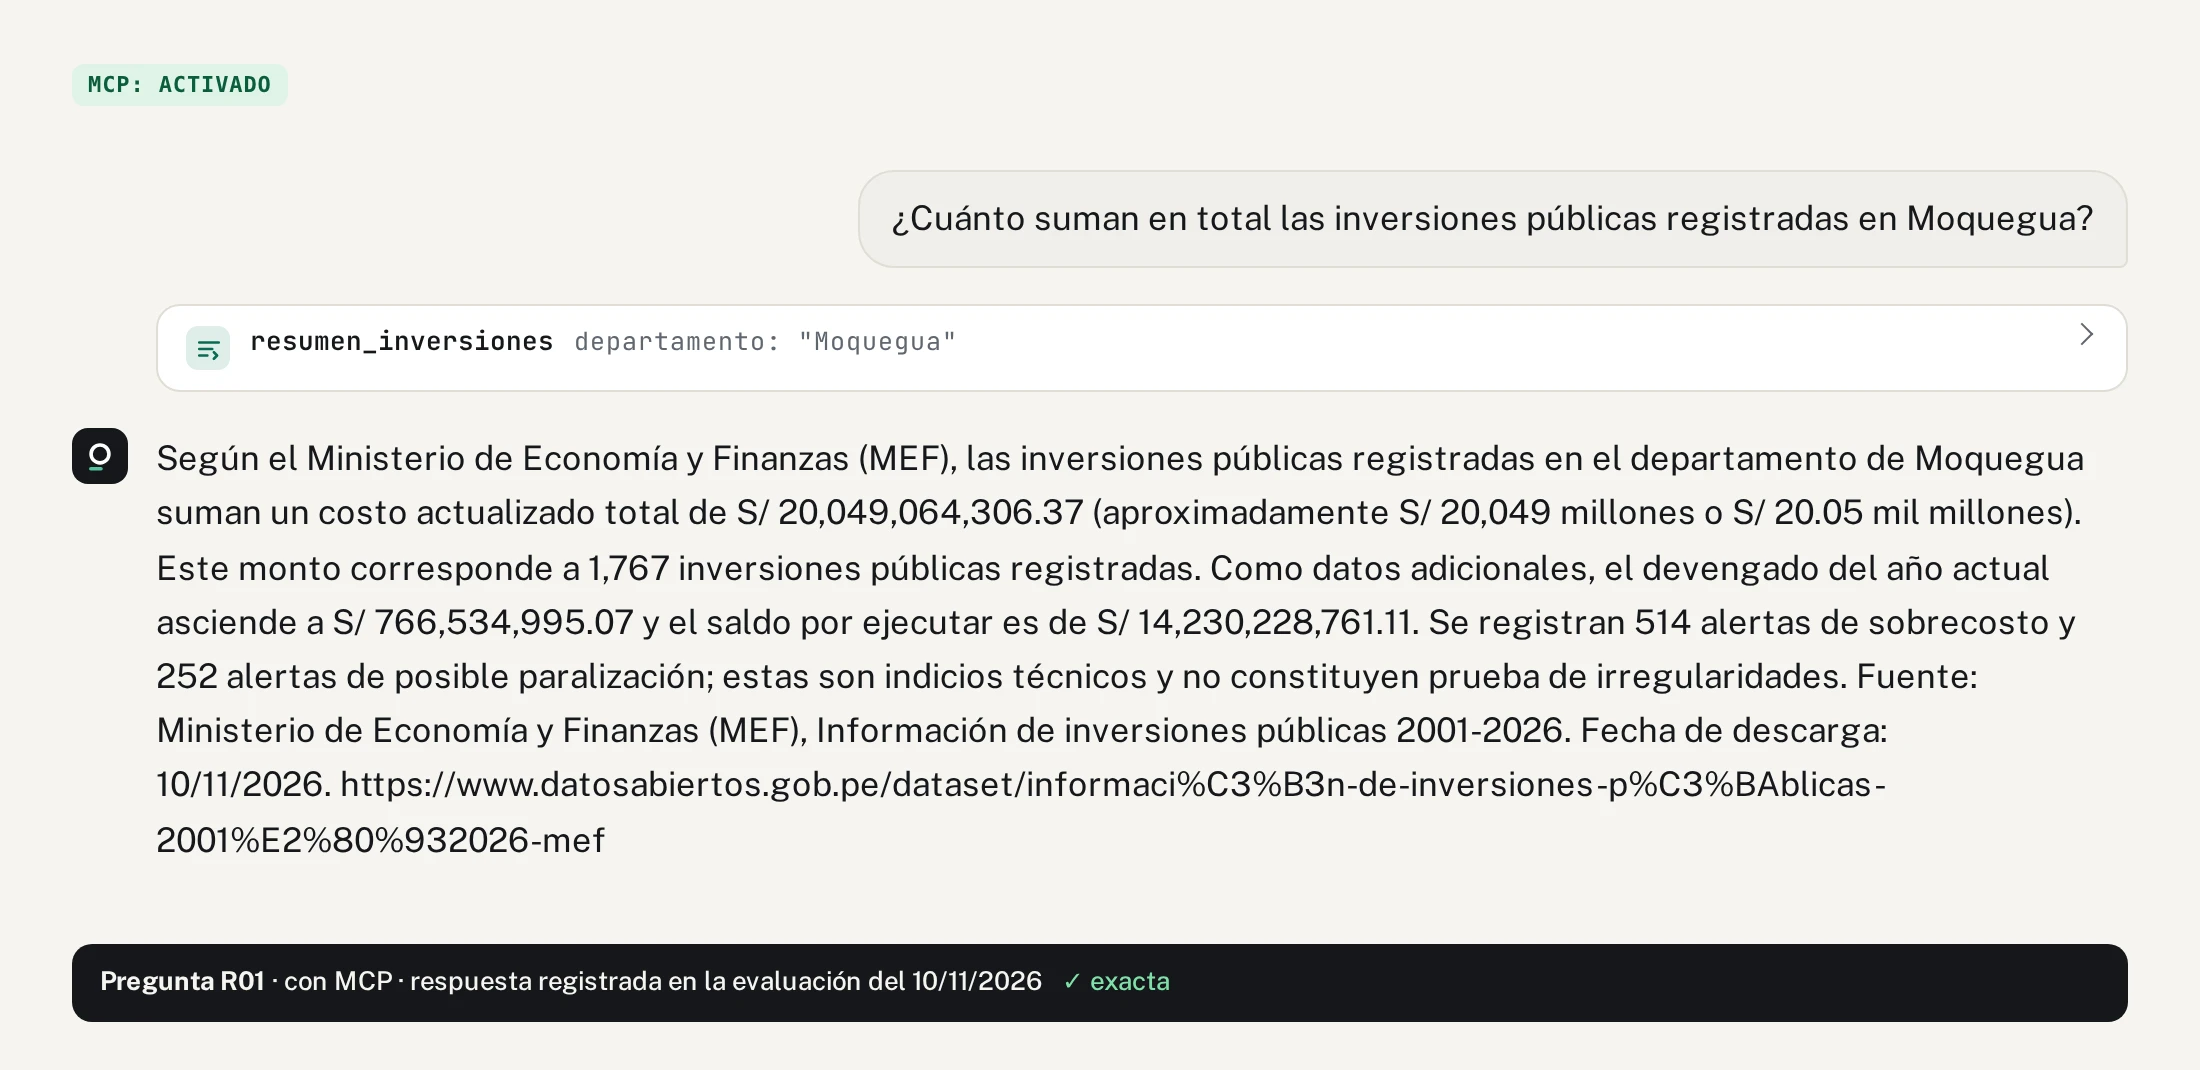 MCP: ACTIVADO
¿Cuánto suman en total las inversiones públicas registradas en Moquegua?
resumen_inversiones departamento: "Moquegua"
Según el Ministerio de Economía y Finanzas (MEF), las inversiones públicas registradas en el departamento de Moquegua
suman un costo actualizado total de S/ 20,049,064,306.37 (aproximadamente S/ 20,049 millones o S/ 20.05 mil millones).
Este monto corresponde a 1,767 inversiones públicas registradas. Como datos adicionales, el devengado del año actual
asciende a S/ 766,534,995.07 y el saldo por ejecutar es de S/ 14,230,228,761.11. Se registran 514 alertas de sobrecosto y
252 alertas de posible paralización; estas son indicios técnicos y no constituyen prueba de irregularidades. Fuente:
Ministerio de Economía y Finanzas (MEF), Información de inversiones públicas 2001-2026. Fecha de descarga:
10/11/2026. https://www.datosabiertos.gob.pe/dataset/informaci%C3%B3n-de-inversiones-p%C3%BAblicas-
2001%E2%80%932026-mef
Pregunta R01 · con MCP · respuesta registrada en la evaluación del 10/11/2026 ✓ exacta